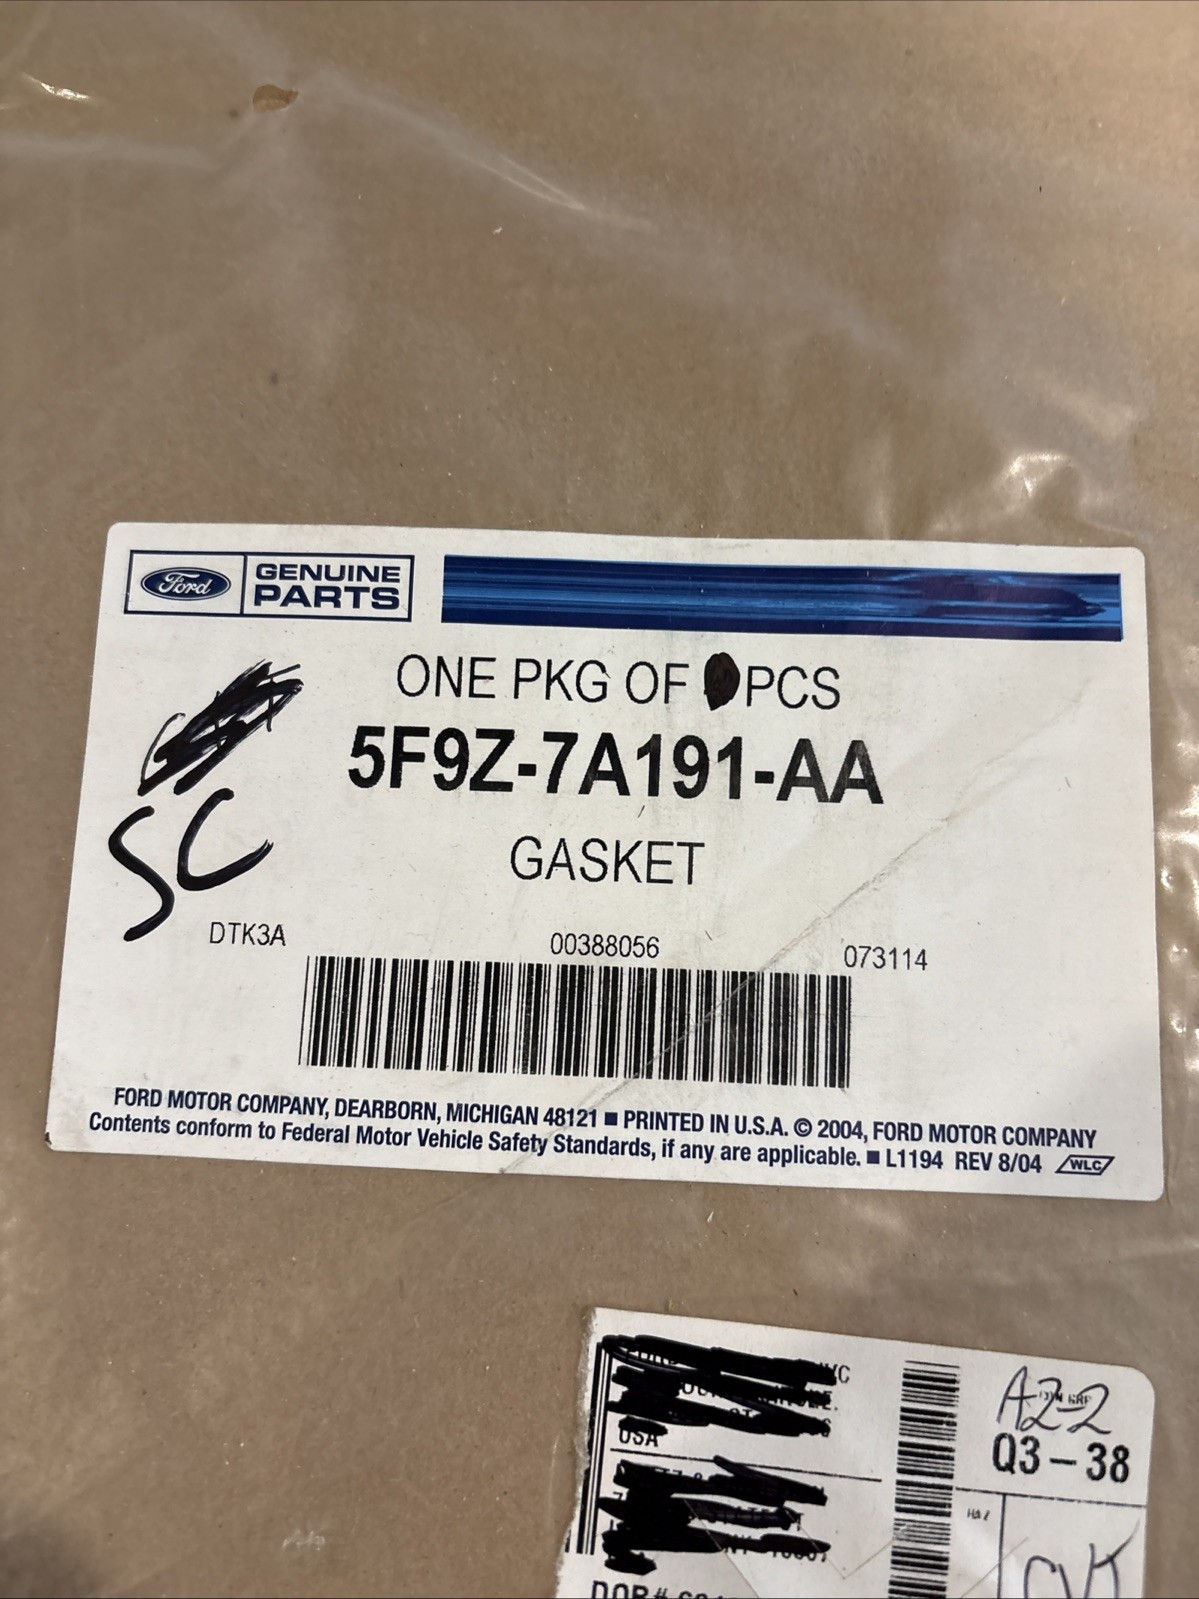 Ford
GENUINE
PARTS
ONE PKG OF PCS
5F9Z-7A191-AA
GASKET
SC
DTK3A 00388056 073114
FORD MOTOR COMPANY, DEARBORN, MICHIGAN 48121 ■ PRINTED IN U.S.A. © 2004, FORD MOTOR COMPANY
Contents conform to Federal Motor Vehicle Safety Standards, if any are applicable. ■ L1194 REV 8/04 WLC
USA
A2-2
Q3-38